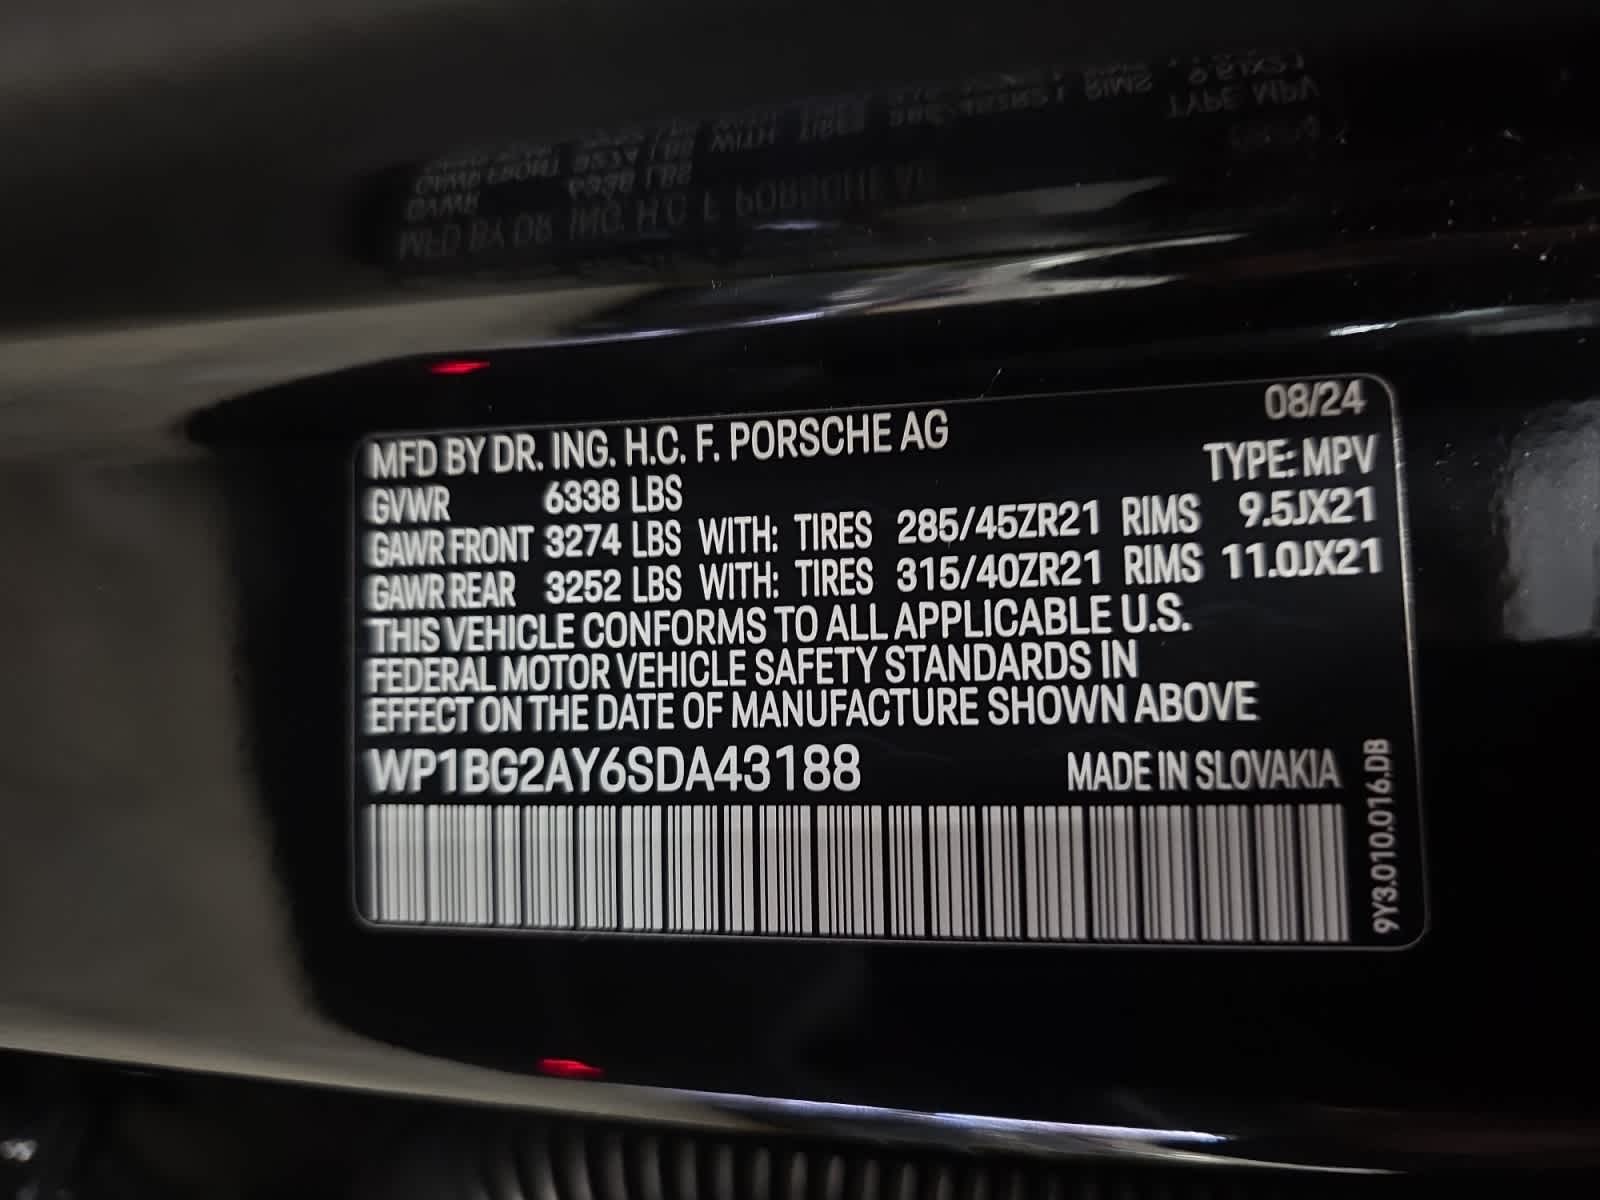 08/24
MFD BY DR. ING. H.C. F. PORSCHE AG
TYPE: MPV
GVWR 6338 LBS
GAWR FRONT 3274 LBS WITH: TIRES 285/45ZR21 RIMS 9.5JX21
GAWR REAR 3252 LBS WITH: TIRES 315/40ZR21 RIMS 11.0JX21
THIS VEHICLE CONFORMS TO ALL APPLICABLE U.S.
FEDERAL MOTOR VEHICLE SAFETY STANDARDS IN
EFFECT ON THE DATE OF MANUFACTURE SHOWN ABOVE
WP1BG2AY6SDA43188 MADE IN SLOVAKIA
9Y3.010.016.DB